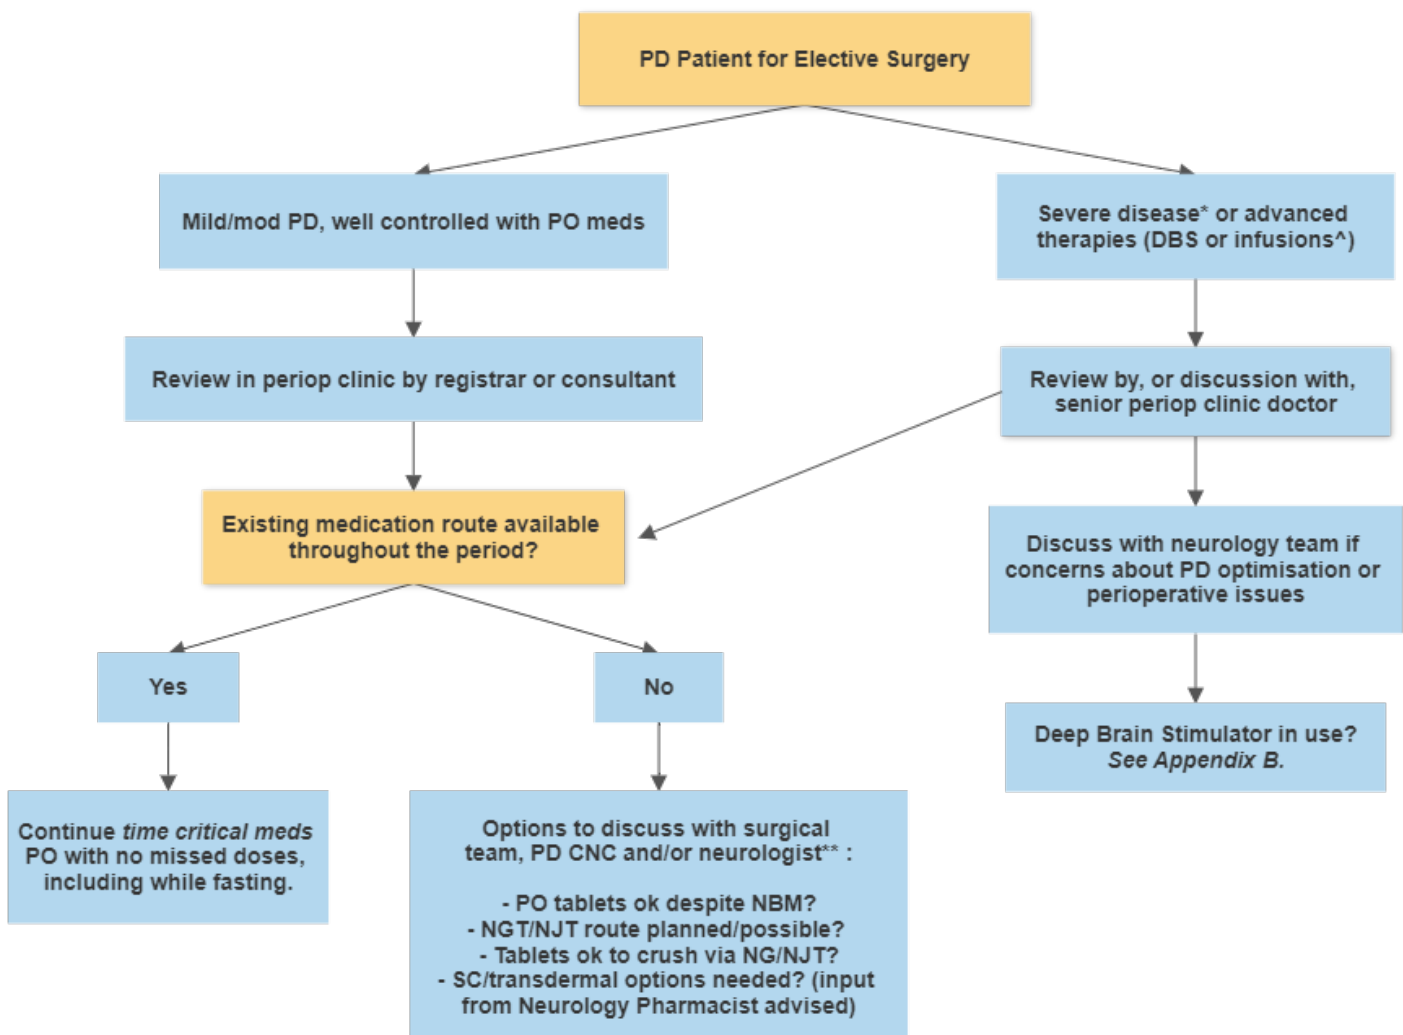 PD Patient for Elective Surgery
Mild/mod PD, well controlled with PO meds
Severe disease* or advanced
therapies (DBS or infusions^)
Review in periop clinic by registrar or consultant
Review by, or discussion with,
senior periop clinic doctor
Existing medication route available
throughout the period?
Discuss with neurology team if
concerns about PD optimisation or
perioperative issues
Yes
No
Deep Brain Stimulator in use?
See Appendix B.
Continue time critical meds
PO with no missed doses,
including while fasting.
Options to discuss with surgical
team, PD CNC and/or neurologist** :
- PO tablets ok despite NBM?
- NGT/NJT route planned/possible?
- Tablets ok to crush via NG/NJT?
- SC/transdermal options needed? (input
from Neurology Pharmacist advised)